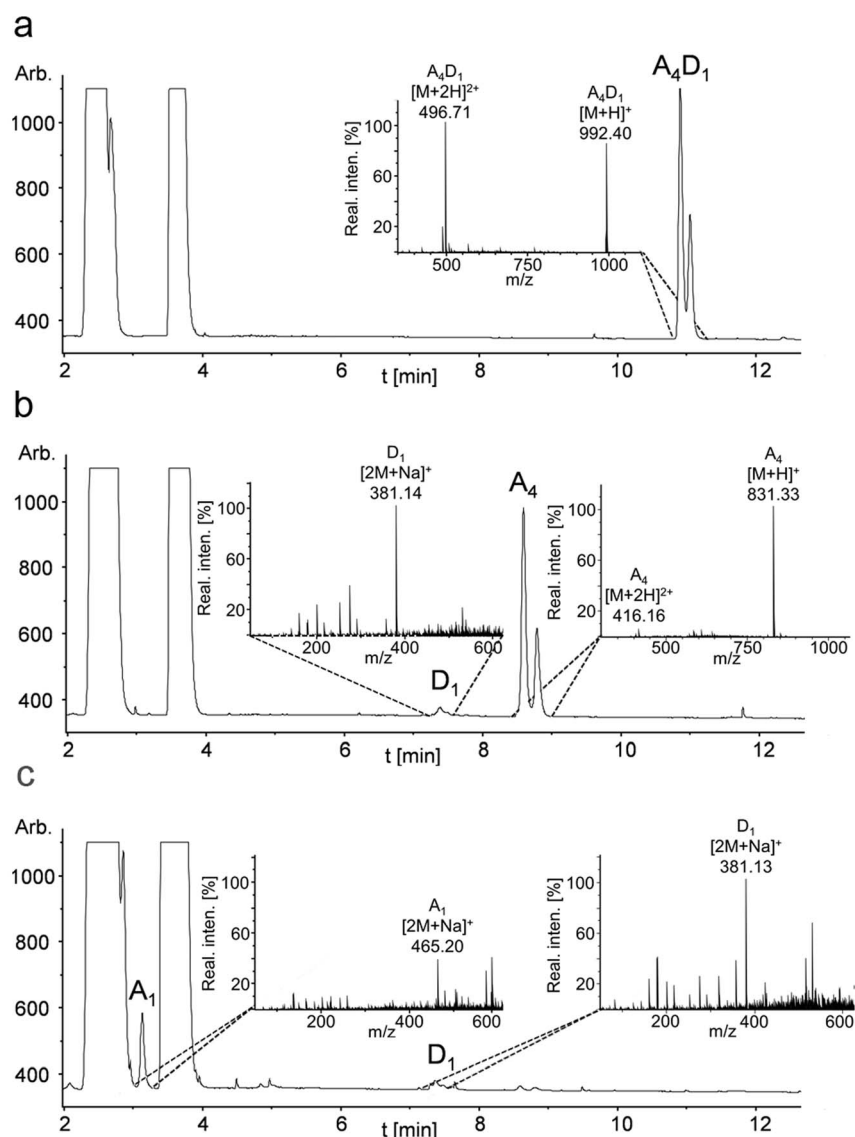 a
Arb.
1000
800
600
400
2 4 6 8 10 12
t [min]
A₄D₁
[M+2H]²⁺
496.71
A₄D₁
[M+H]⁺
992.40
Real. inten. [%]
100
60
20
500 750 1000
m/z
A₄D₁
b
Arb.
1000
800
600
400
2 4 6 8 10 12
t [min]
D₁
[2M+Na]⁺
381.14
Real. inten. [%]
100
60
20
200 400 600
m/z
D₁
A₄
A₄
[M+H]⁺
831.33
A₄
[M+2H]²⁺
416.16
Real. inten. [%]
100
60
20
500 750 1000
m/z
c
Arb.
1000
800
600
400
2 4 6 8 10 12
t [min]
A₁
A₁
[2M+Na]⁺
465.20
Real. inten. [%]
100
60
20
200 400 600
m/z
D₁
D₁
[2M+Na]⁺
381.13
Real. inten. [%]
100
60
20
200 400 600
m/z